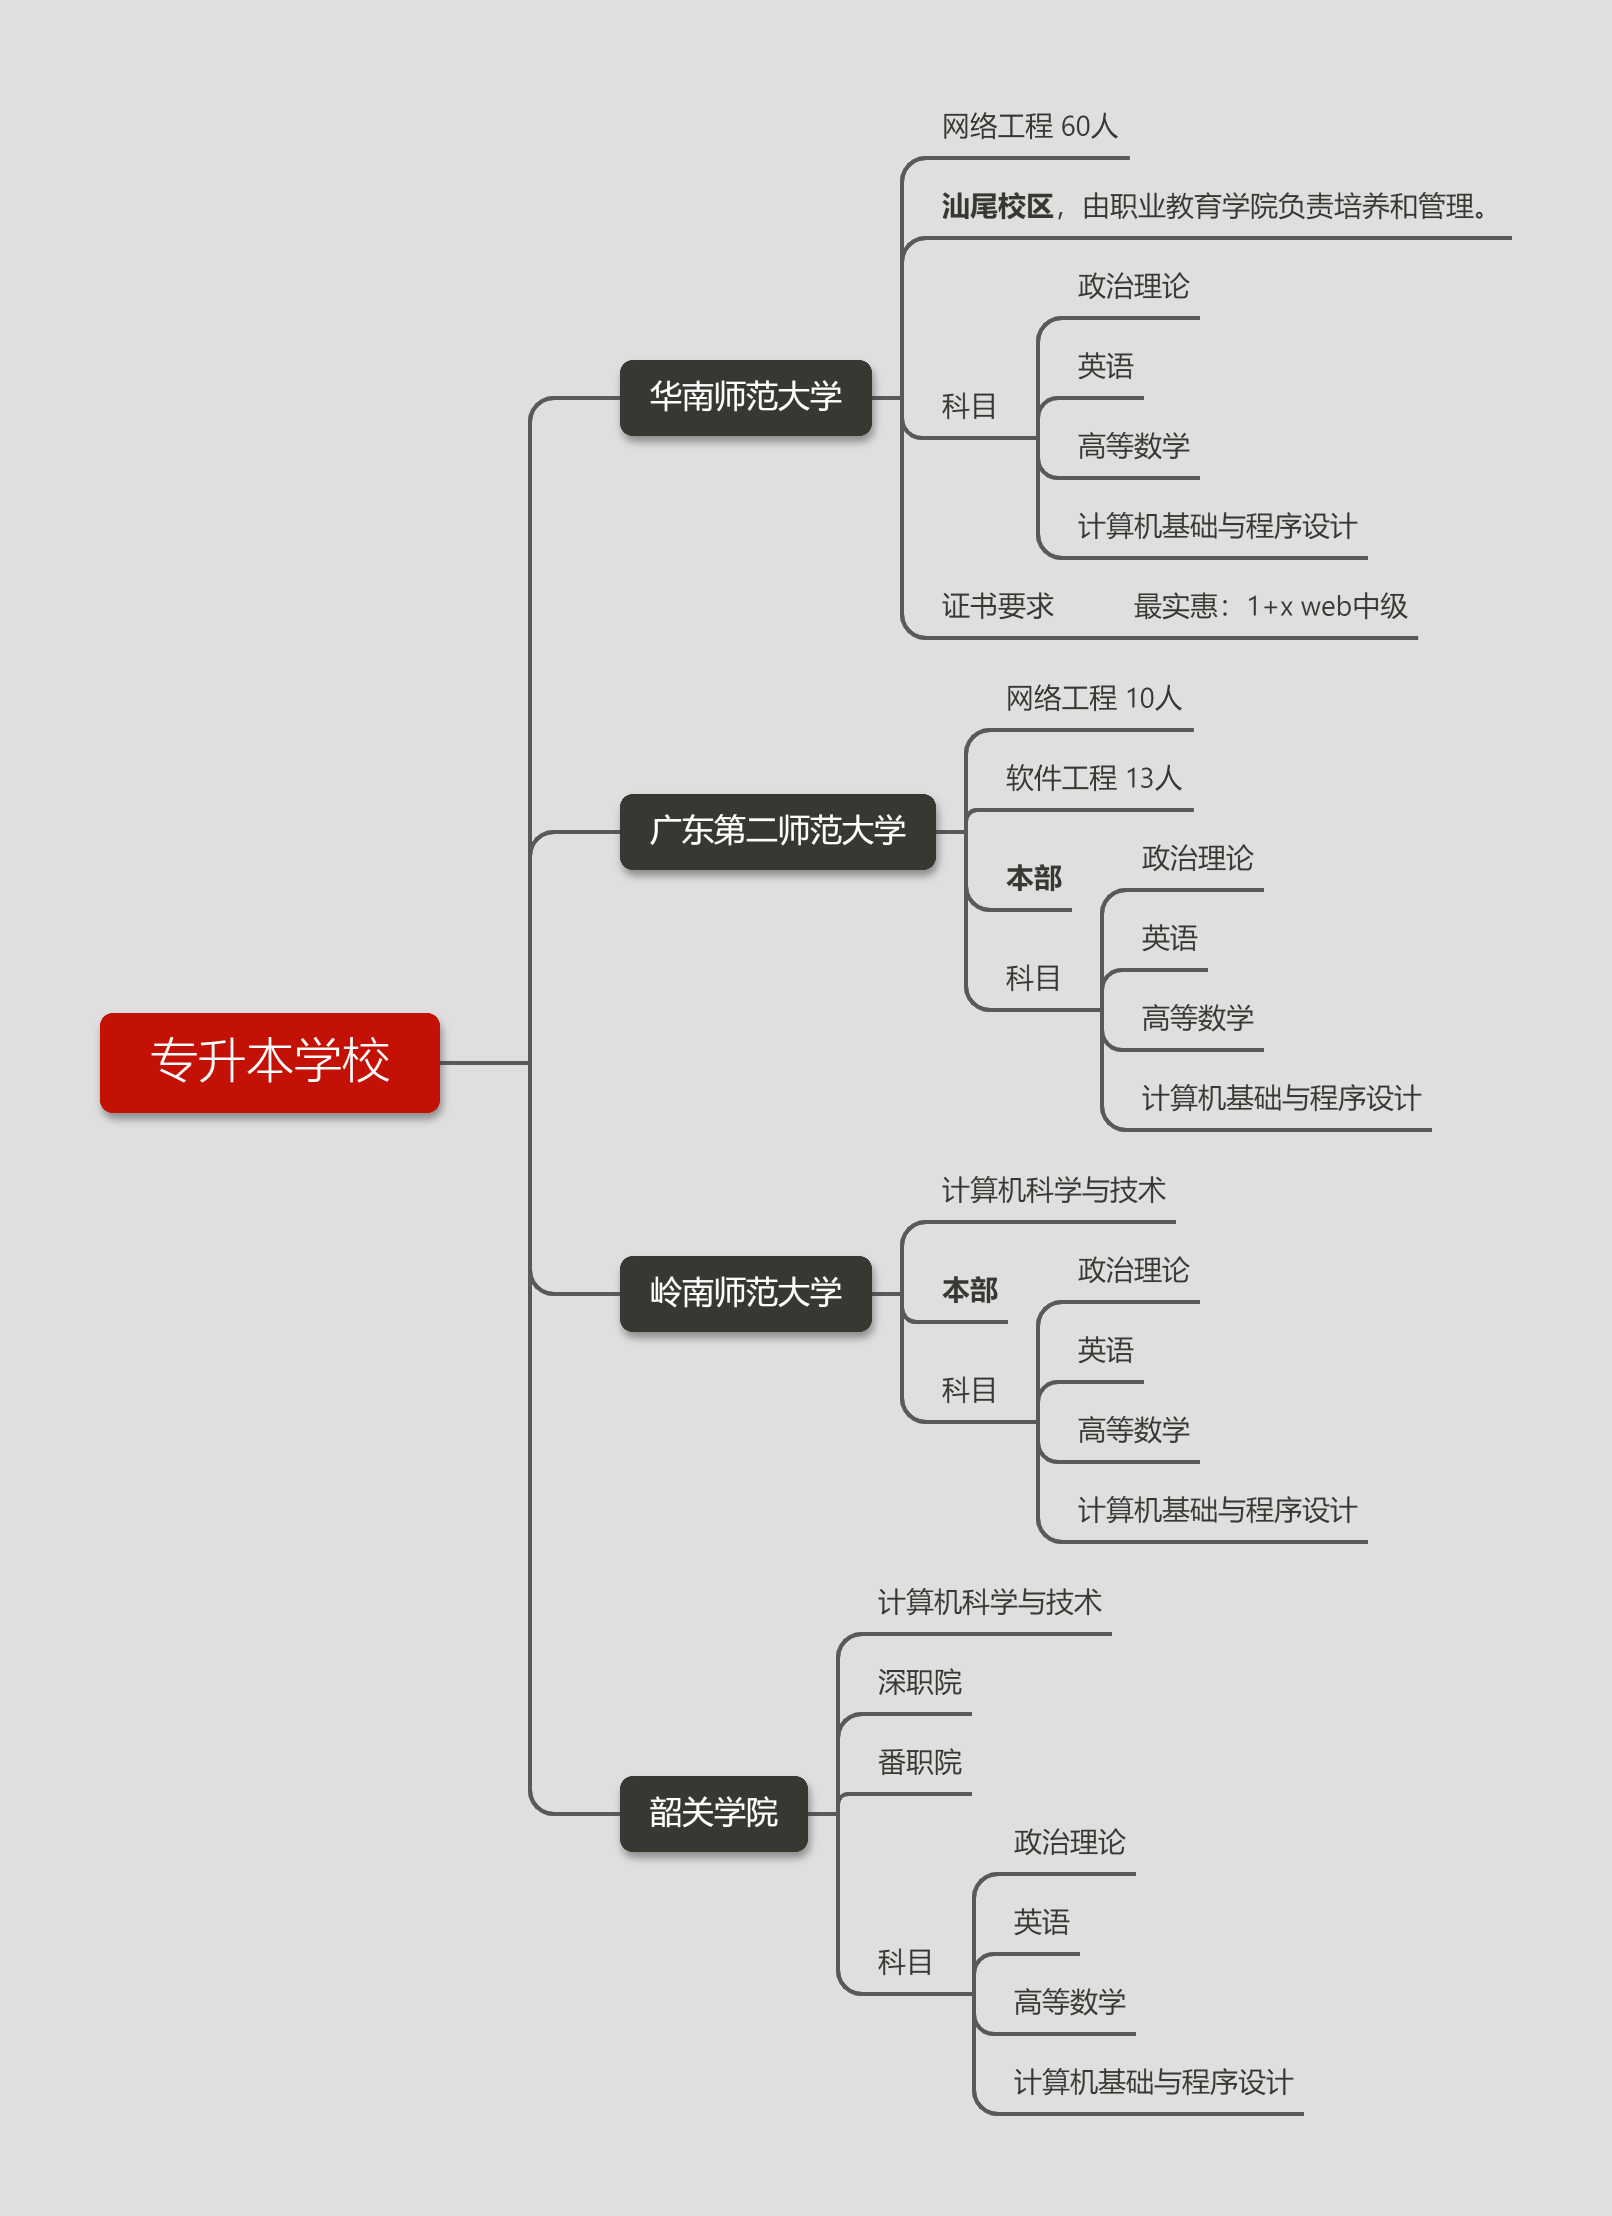 专升本学校
华南师范大学
网络工程 60人
汕尾校区，由职业教育学院负责培养和管理。
科目
政治理论
英语
高等数学
计算机基础与程序设计
证书要求
最实惠：1+x web中级
广东第二师范大学
网络工程 10人
软件工程 13人
本部
科目
政治理论
英语
高等数学
计算机基础与程序设计
岭南师范大学
计算机科学与技术
本部
科目
政治理论
英语
高等数学
计算机基础与程序设计
韶关学院
计算机科学与技术
深职院
番职院
科目
政治理论
英语
高等数学
计算机基础与程序设计